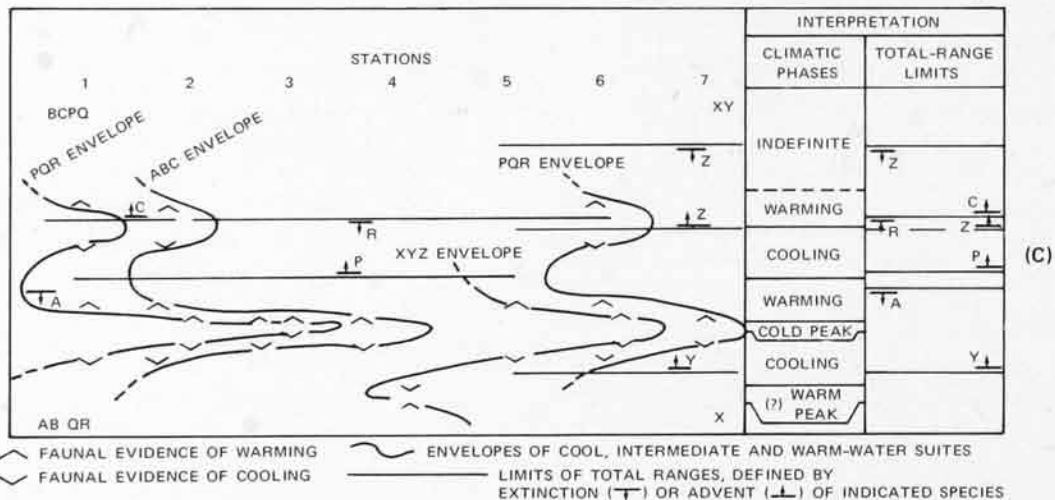 INTERPRETATION
STATIONS
CLIMATIC PHASES
TOTAL-RANGE LIMITS
1 2 3 4 5 6 7
BCPQ
XY
PQR ENVELOPE
ABC ENVELOPE
PQR ENVELOPE
XYZ ENVELOPE
Z
C
R
Z
P
A
Y
AB QR
X
INDEFINITE
WARMING
COOLING
WARMING
COLD PEAK
COOLING
(?) WARM PEAK
Z
C
R
Z
P
A
Y
(C)
FAUNAL EVIDENCE OF WARMING
FAUNAL EVIDENCE OF COOLING
ENVELOPES OF COOL, INTERMEDIATE AND WARM-WATER SUITES
LIMITS OF TOTAL RANGES, DEFINED BY
EXTINCTION ( ) OR ADVENT ( ) OF INDICATED SPECIES